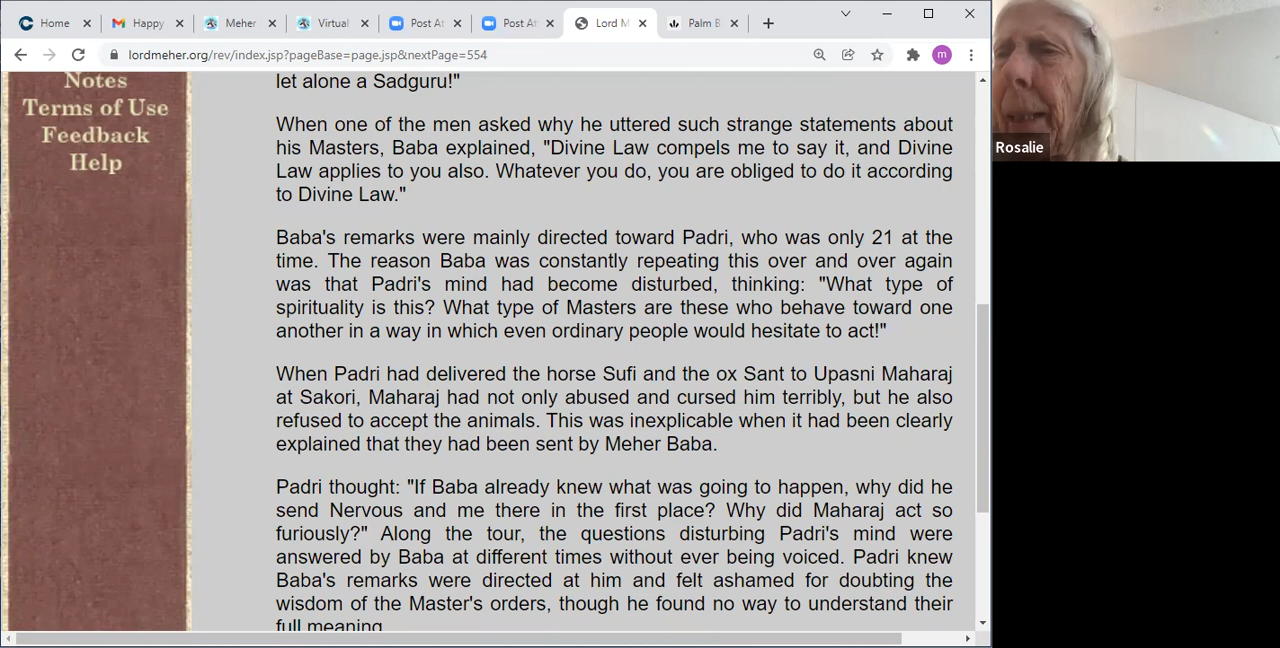 Home
Happy
Meher
Virtual
Post At
Post At
Lord M
Palm B
lordmeher.org/rev/index.jsp?pageBase=page.jsp&nextPage=554
m
Notes
Terms of Use
Feedback
Help
let alone a Sadguru!"
When one of the men asked why he uttered such strange statements about
his Masters, Baba explained, "Divine Law compels me to say it, and Divine
Law applies to you also. Whatever you do, you are obliged to do it according
to Divine Law."
Baba's remarks were mainly directed toward Padri, who was only 21 at the
time. The reason Baba was constantly repeating this over and over again
was that Padri's mind had become disturbed, thinking: "What type of
spirituality is this? What type of Masters are these who behave toward one
another in a way in which even ordinary people would hesitate to act!"
When Padri had delivered the horse Sufi and the ox Sant to Upasni Maharaj
at Sakori, Maharaj had not only abused and cursed him terribly, but he also
refused to accept the animals. This was inexplicable when it had been clearly
explained that they had been sent by Meher Baba.
Padri thought: "If Baba already knew what was going to happen, why did he
send Nervous and me there in the first place? Why did Maharaj act so
furiously?" Along the tour, the questions disturbing Padri's mind were
answered by Baba at different times without ever being voiced. Padri knew
Baba's remarks were directed at him and felt ashamed for doubting the
wisdom of the Master's orders, though he found no way to understand their
full meaning
Rosalie